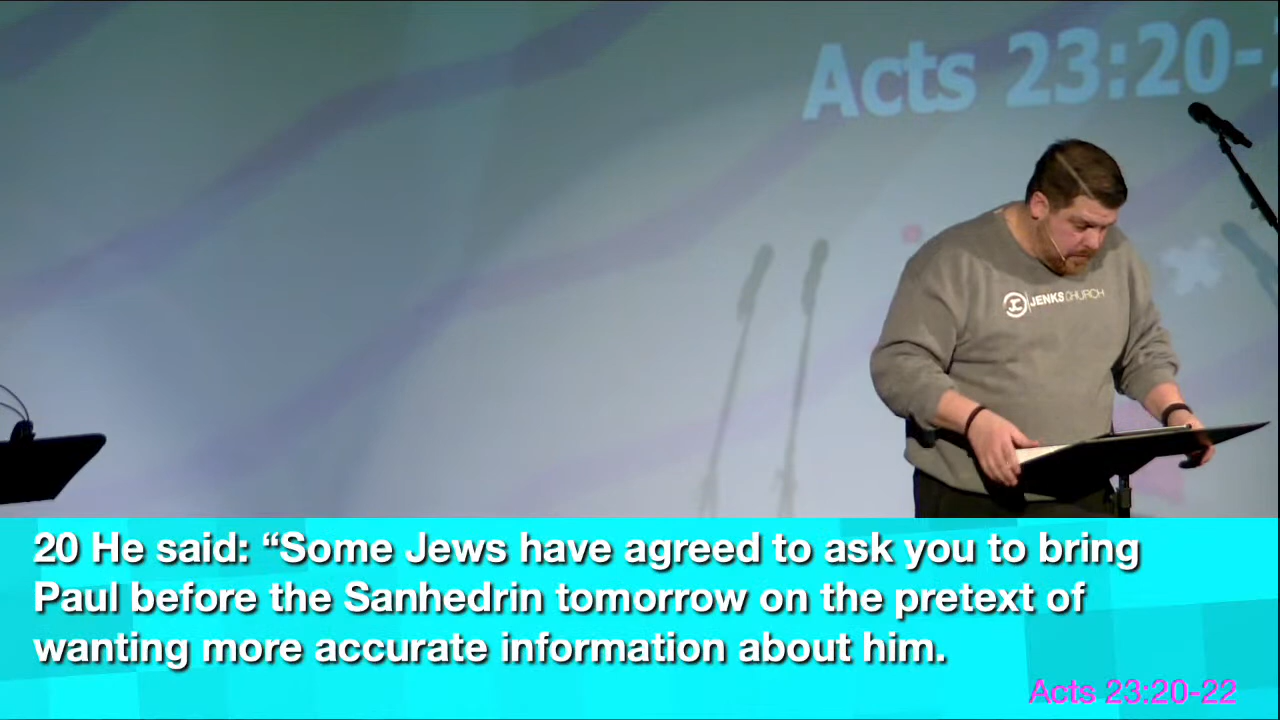 Acts 23:20-
JC JENKS CHURCH
20 He said: “Some Jews have agreed to ask you to bring
Paul before the Sanhedrin tomorrow on the pretext of
wanting more accurate information about him.
Acts 23:20-22